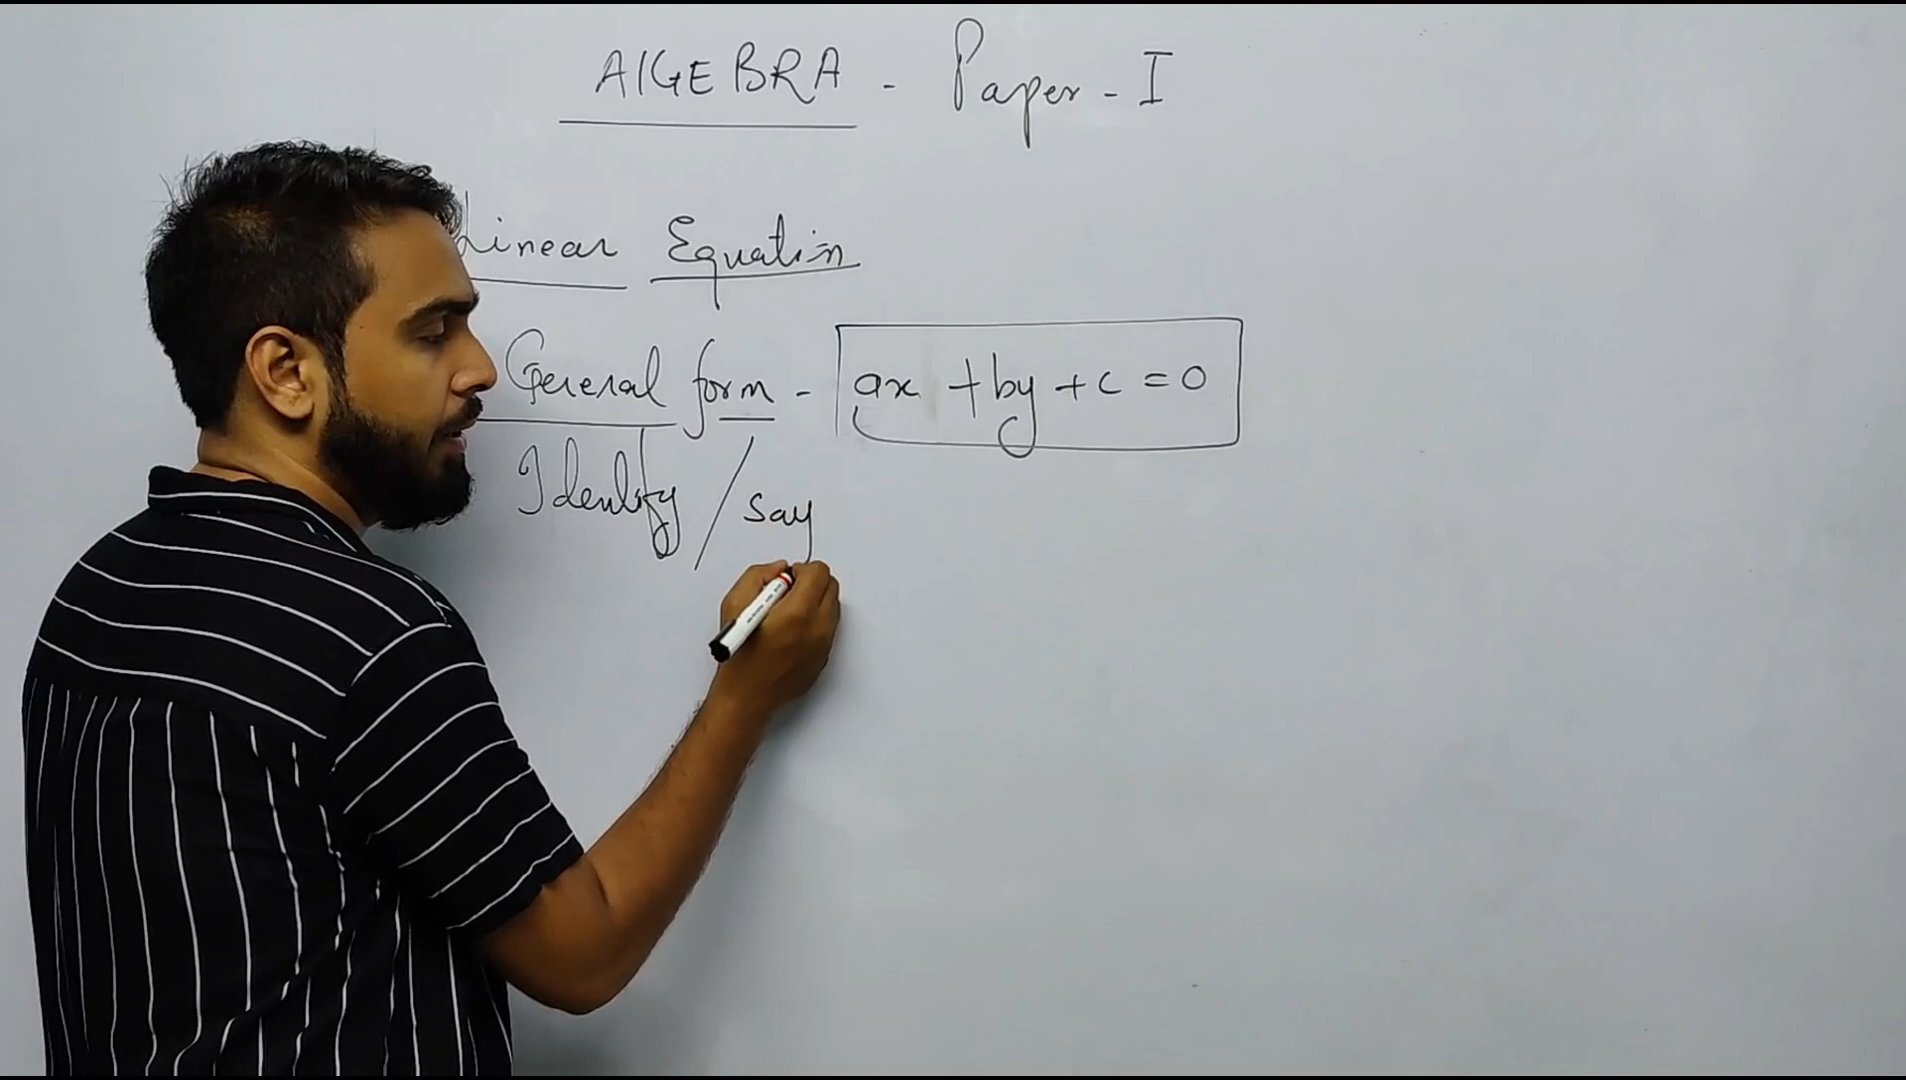 AlGEBRA - Paper - I
Linear Equation
General form - ax + by + c = 0
Identify / say